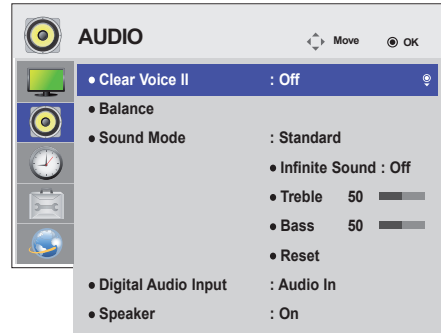 AUDIO Move OK
• Clear Voice II : Off
• Balance
• Sound Mode : Standard
• Infinite Sound : Off
• Treble 50
• Bass 50
• Reset
• Digital Audio Input : Audio In
• Speaker : On